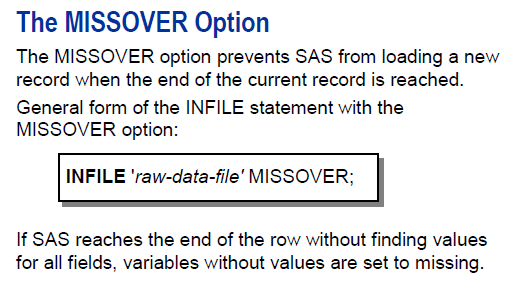 The MISSOVER Option
The MISSOVER option prevents SAS from loading a new
record when the end of the current record is reached.
General form of the INFILE statement with the
MISSOVER option:
INFILE 'raw-data-file' MISSOVER;
If SAS reaches the end of the row without finding values
for all fields, variables without values are set to missing.